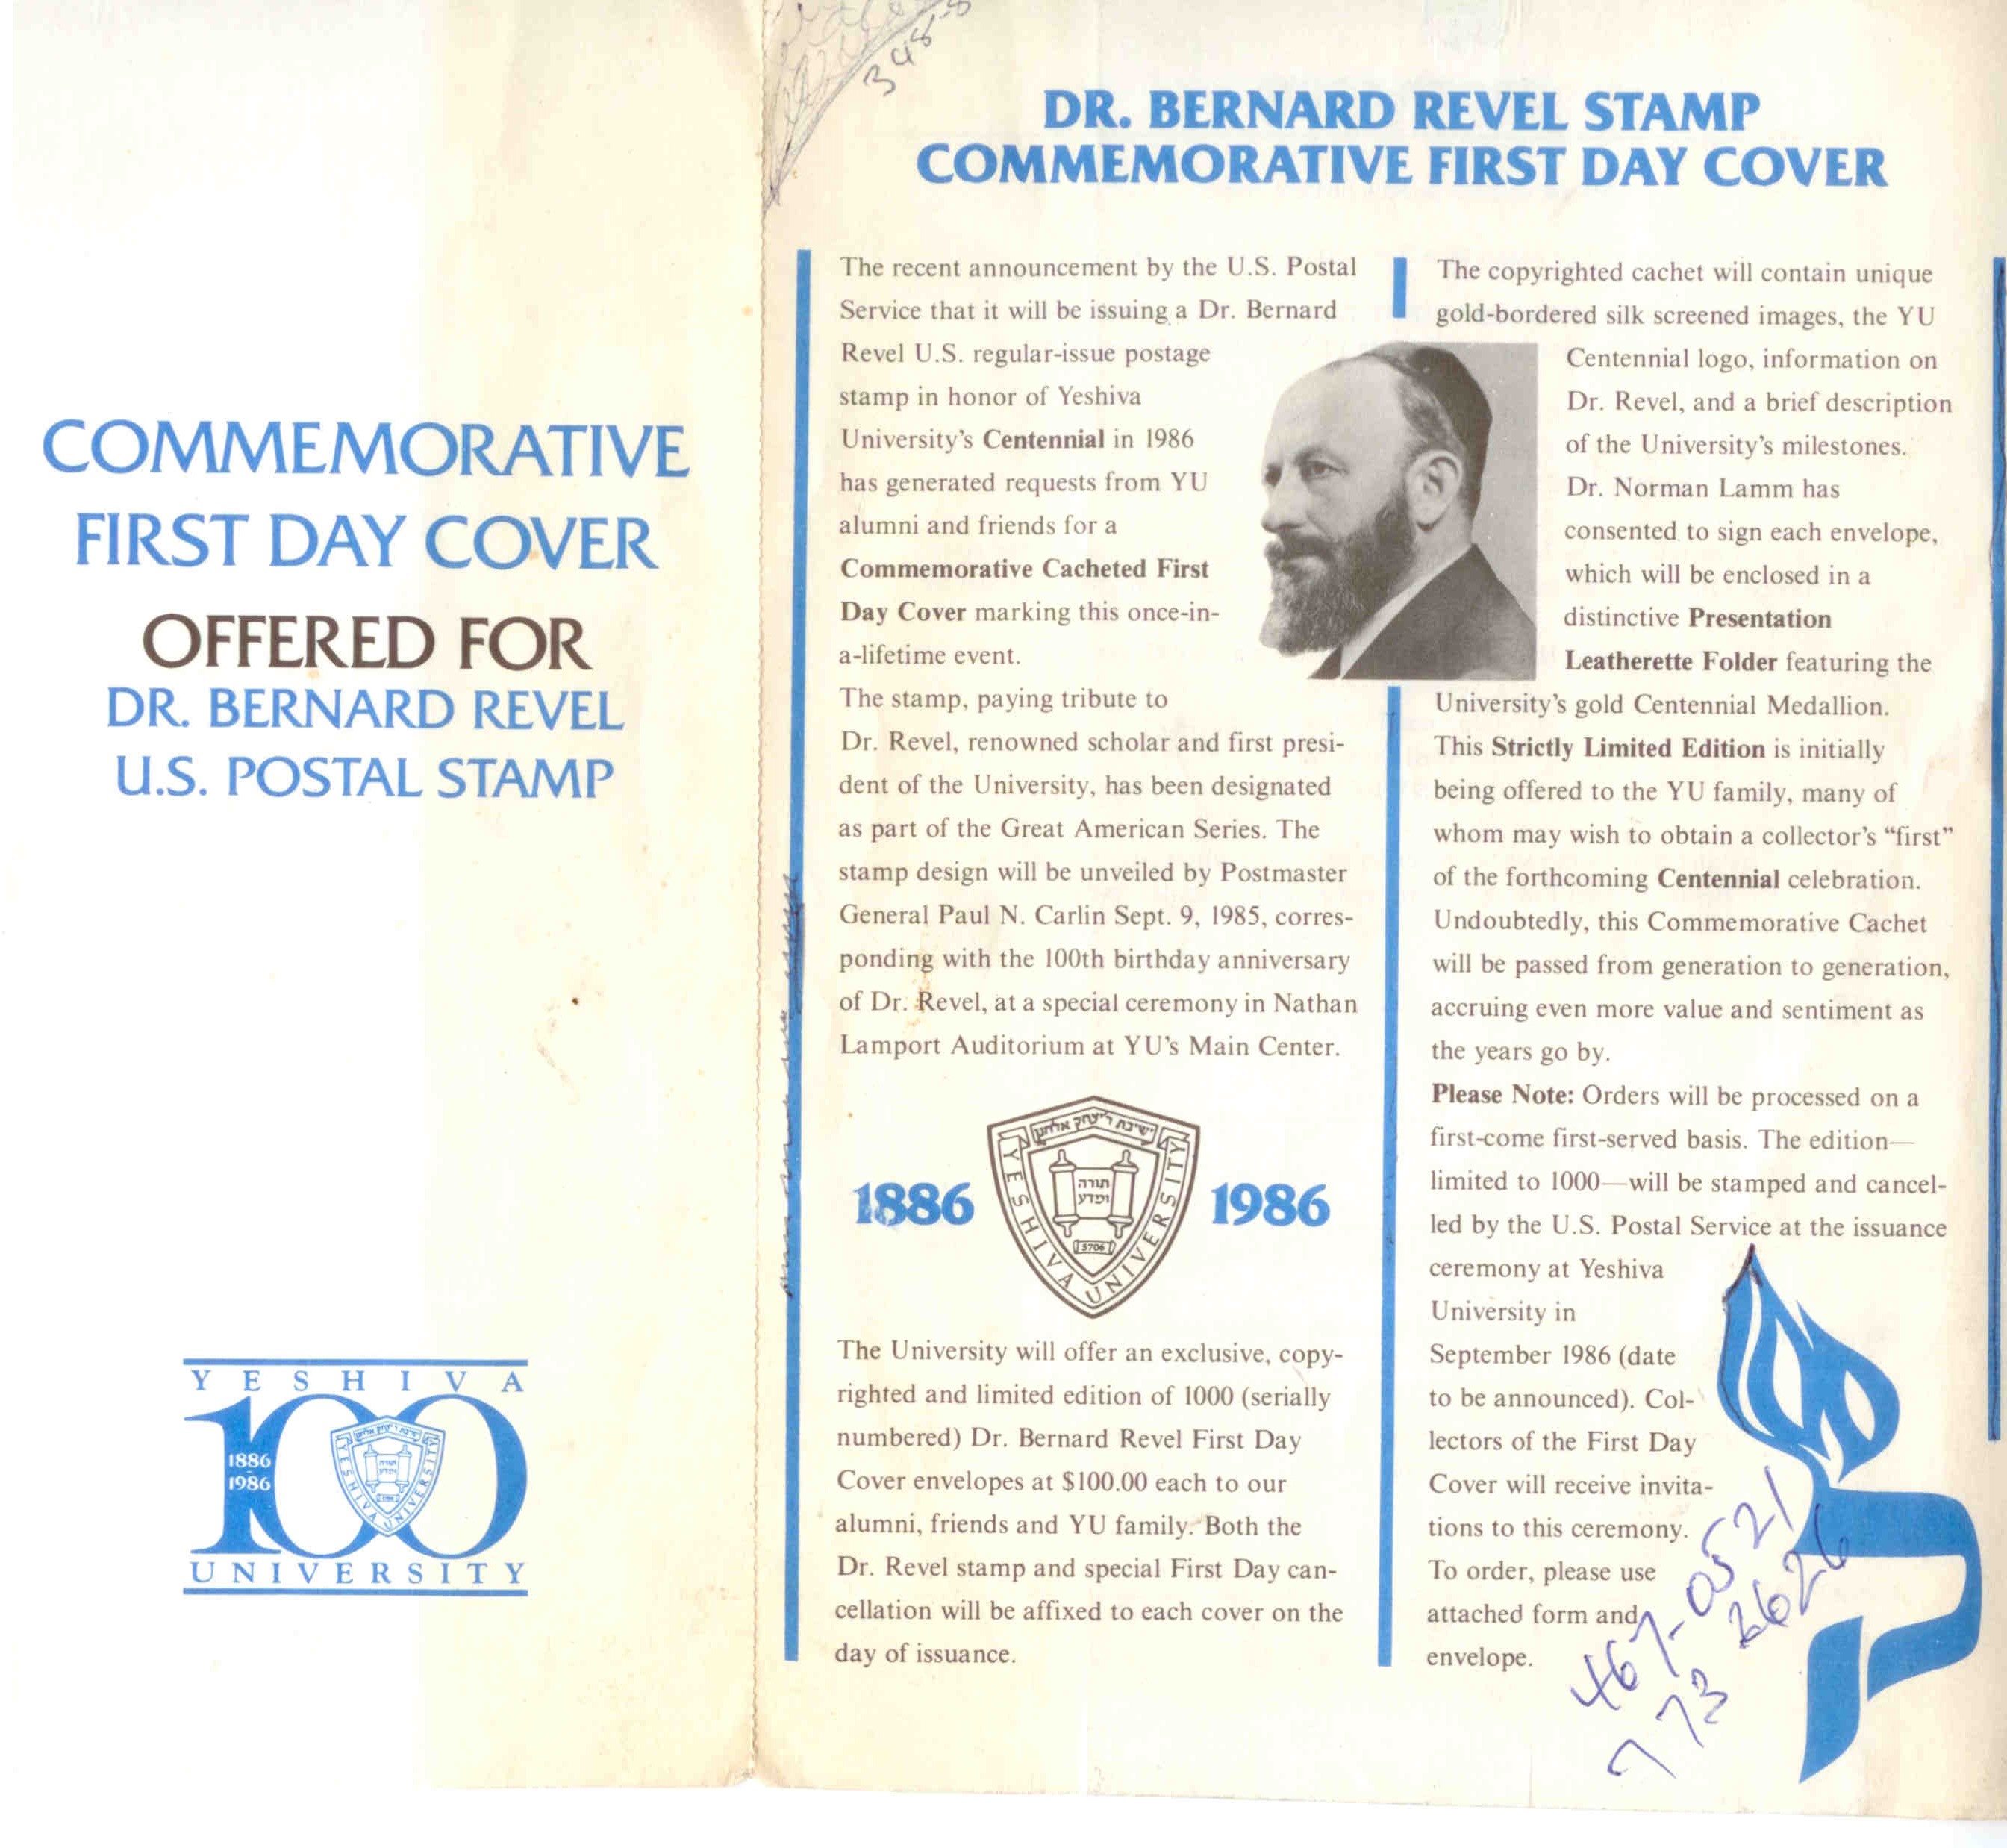 COMMEMORATIVE
FIRST DAY COVER
OFFERED FOR
DR. BERNARD REVEL
U.S. POSTAL STAMP
YESHIVA
100
1886
1986
ישיבת ר' יצחק אלחנן
YESHIVA UNIVERSITY
תורה
ומדע
UNIVERSITY
348-8
DR. BERNARD REVEL STAMP
COMMEMORATIVE FIRST DAY COVER
The recent announcement by the U.S. Postal
Service that it will be issuing a Dr. Bernard
Revel U.S. regular-issue postage
stamp in honor of Yeshiva
University's Centennial in 1986
has generated requests from YU
alumni and friends for a
Commemorative Cacheted First
Day Cover marking this once-in-
a-lifetime event.
The stamp, paying tribute to
Dr. Revel, renowned scholar and first presi-
dent of the University, has been designated
as part of the Great American Series. The
stamp design will be unveiled by Postmaster
General Paul N. Carlin Sept. 9, 1985, corres-
ponding with the 100th birthday anniversary
of Dr. Revel, at a special ceremony in Nathan
Lamport Auditorium at YU's Main Center.
1886
ישיבת ר' יצחק אלחנן
YESHIVA UNIVERSITY
תורה
ומדע
5706
1986
The University will offer an exclusive, copy-
righted and limited edition of 1000 (serially
numbered) Dr. Bernard Revel First Day
Cover envelopes at $100.00 each to our
alumni, friends and YU family. Both the
Dr. Revel stamp and special First Day can-
cellation will be affixed to each cover on the
day of issuance.
The copyrighted cachet will contain unique
gold-bordered silk screened images, the YU
Centennial logo, information on
Dr. Revel, and a brief description
of the University's milestones.
Dr. Norman Lamm has
consented to sign each envelope,
which will be enclosed in a
distinctive Presentation
Leatherette Folder featuring the
University's gold Centennial Medallion.
This Strictly Limited Edition is initially
being offered to the YU family, many of
whom may wish to obtain a collector's “first”
of the forthcoming Centennial celebration.
Undoubtedly, this Commemorative Cachet
will be passed from generation to generation,
accruing even more value and sentiment as
the years go by.
Please Note: Orders will be processed on a
first-come first-served basis. The edition—
limited to 1000—will be stamped and cancel-
led by the U.S. Postal Service at the issuance
ceremony at Yeshiva
University in
September 1986 (date
to be announced). Col-
lectors of the First Day
Cover will receive invita-
tions to this ceremony.
To order, please use
attached form and
envelope.
467-0521
773 2626